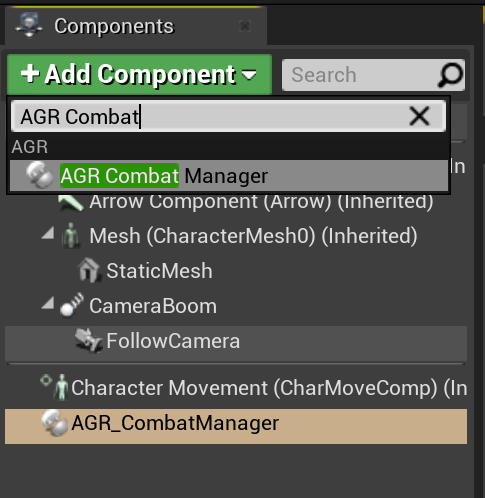 Components
+ Add Component
Search
AGR Combat
AGR
AGR Combat Manager
In
Arrow Component (Arrow) (Inherited)
Mesh (CharacterMesh0) (Inherited)
StaticMesh
CameraBoom
FollowCamera
Character Movement (CharMoveComp) (In
AGR_CombatManager